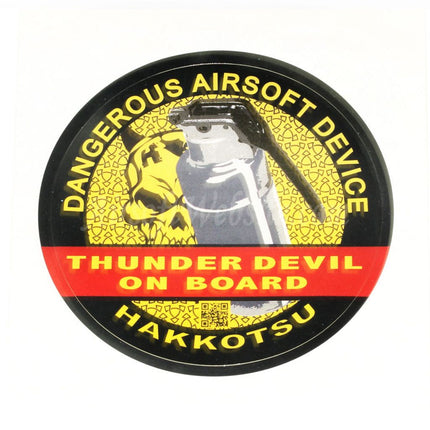 DANGEROUS AIRSOFT DEVICE
THUNDER DEVIL
ON BOARD
HAKKOTSU